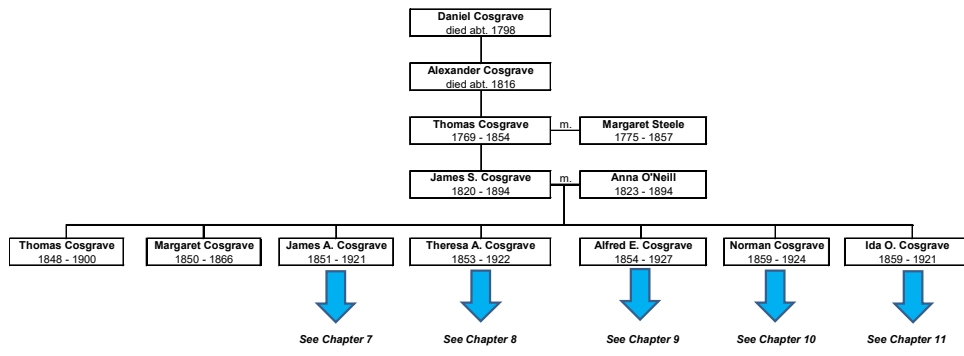 Daniel Cosgrave
died abt. 1798
Alexander Cosgrave
died abt. 1816
Thomas Cosgrave
1769 - 1854
m.
Margaret Steele
1775 - 1857
James S. Cosgrave
1820 - 1894
m.
Anna O'Neill
1823 - 1894
Thomas Cosgrave
1848 - 1900
Margaret Cosgrave
1850 - 1866
James A. Cosgrave
1851 - 1921
Theresa A. Cosgrave
1853 - 1922
Alfred E. Cosgrave
1854 - 1927
Norman Cosgrave
1859 - 1924
Ida O. Cosgrave
1859 - 1921
See Chapter 7
See Chapter 8
See Chapter 9
See Chapter 10
See Chapter 11